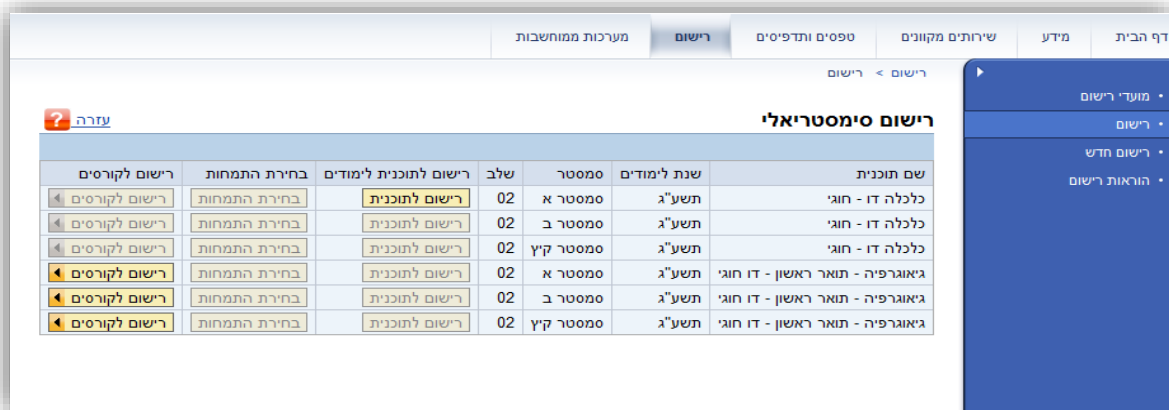 דף הבית מידע שירותים מקוונים טפסים ותדפיסים רישום מערכות ממוחשבות
רישום > רישום
מועדי רישום
רישום
רישום חדש
הוראות רישום
רישום סימסטריאלי
עזרה ?
שם תוכנית שנת לימודים סמסטר שלב רישום לתוכנית לימודים בחירת התמחות רישום לקורסים
כלכלה דו - חוגי תשע"ג סמסטר א 02 רישום לתוכנית בחירת התמחות רישום לקורסים
כלכלה דו - חוגי תשע"ג סמסטר ב 02 רישום לתוכנית בחירת התמחות רישום לקורסים
כלכלה דו - חוגי תשע"ג סמסטר קיץ 02 רישום לתוכנית בחירת התמחות רישום לקורסים
גיאוגרפיה - תואר ראשון - דו חוגי תשע"ג סמסטר א 02 רישום לתוכנית בחירת התמחות רישום לקורסים
גיאוגרפיה - תואר ראשון - דו חוגי תשע"ג סמסטר ב 02 רישום לתוכנית בחירת התמחות רישום לקורסים
גיאוגרפיה - תואר ראשון - דו חוגי תשע"ג סמסטר קיץ 02 רישום לתוכנית בחירת התמחות רישום לקורסים